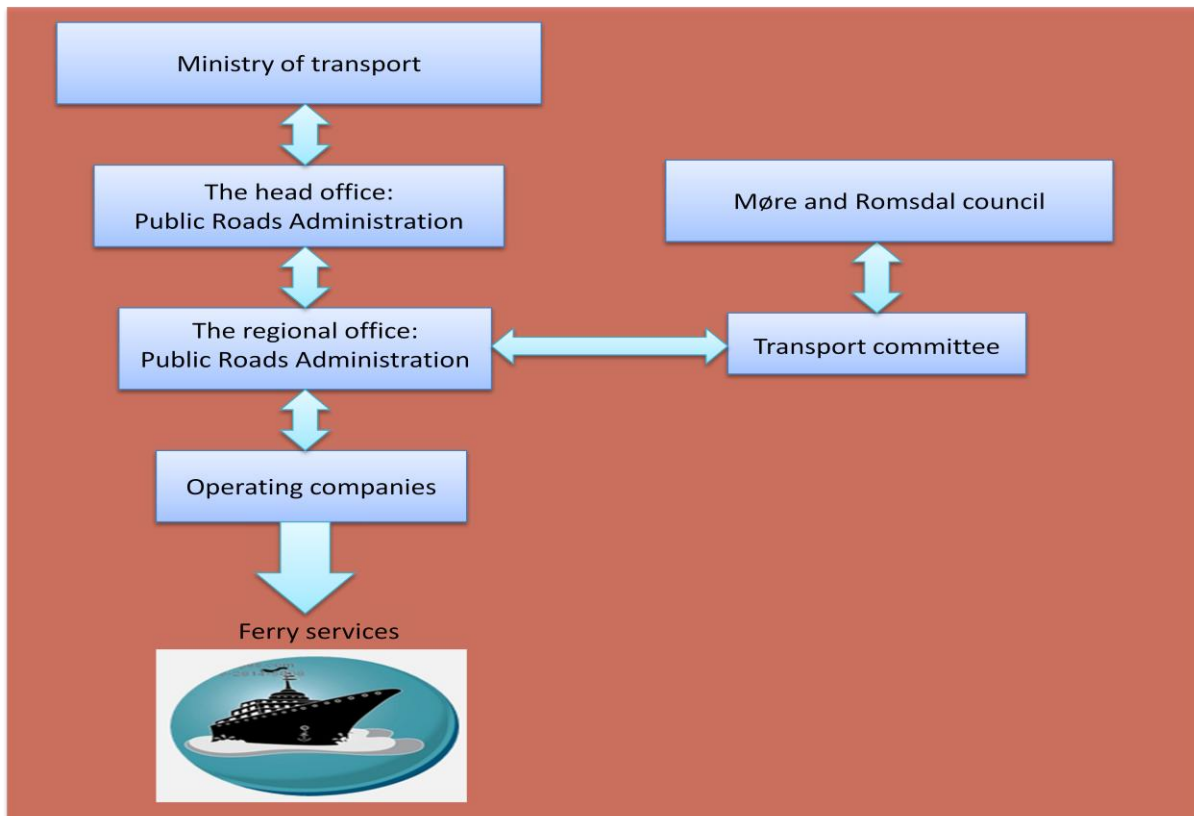 Ministry of transport
The head office:
Public Roads Administration
Møre and Romsdal council
The regional office:
Public Roads Administration
Transport committee
Operating companies
Ferry services